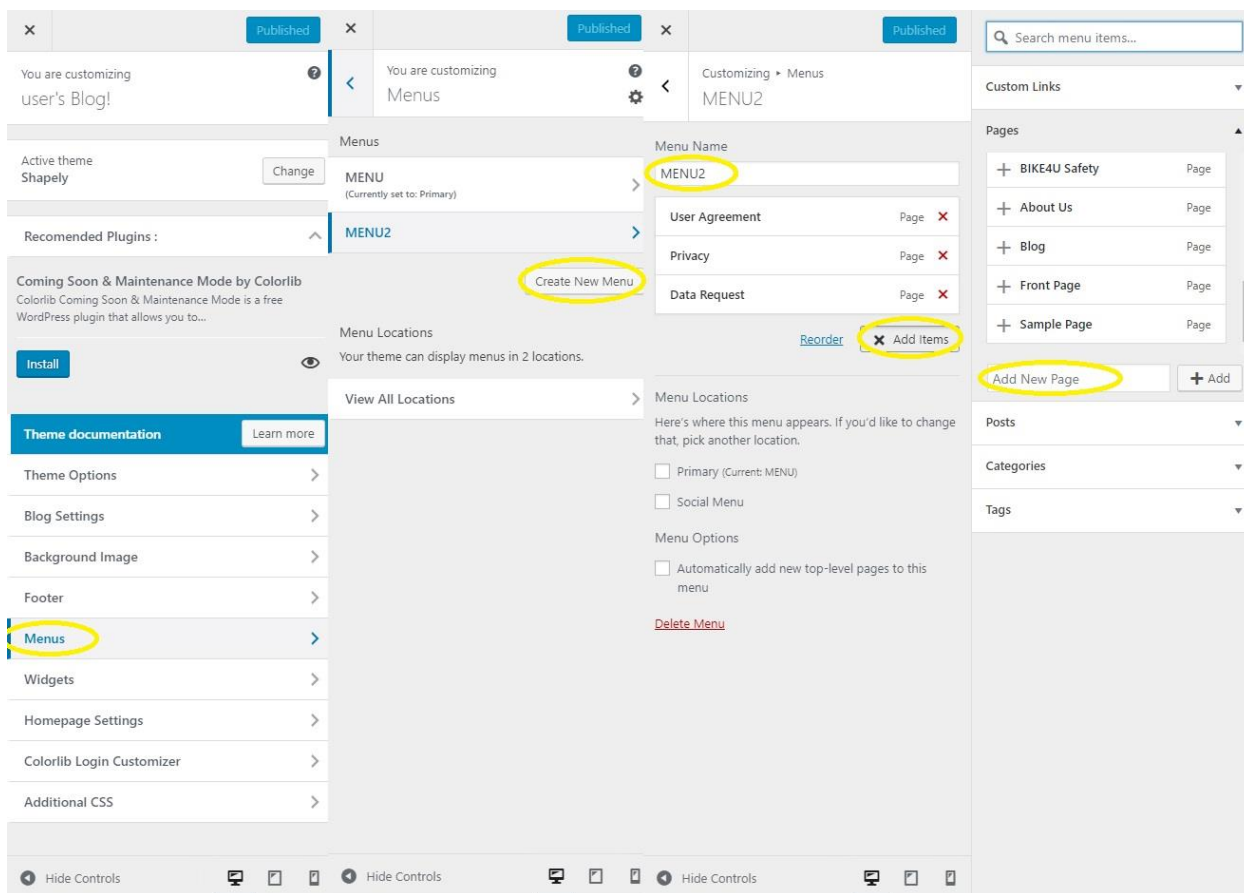 Published
You are customizing
user's Blog!
Active theme
Shapely
Change
Recomended Plugins :
Coming Soon & Maintenance Mode by Colorlib
Colorlib Coming Soon & Maintenance Mode is a free
WordPress plugin that allows you to...
Install
Theme documentation
Learn more
Theme Options
Blog Settings
Background Image
Footer
Menus
Widgets
Homepage Settings
Colorlib Login Customizer
Additional CSS
Hide Controls
Published
You are customizing
Menus
Menus
MENU
(Currently set to: Primary)
MENU2
Create New Menu
Menu Locations
Your theme can display menus in 2 locations.
View All Locations
Hide Controls
Published
Customizing ▸ Menus
MENU2
Menu Name
MENU2
User Agreement Page
Privacy Page
Data Request Page
Reorder Add Items
Menu Locations
Here's where this menu appears. If you'd like to change
that, pick another location.
Primary (Current: MENU)
Social Menu
Menu Options
Automatically add new top-level pages to this
menu
Delete Menu
Hide Controls
Search menu items...
Custom Links
Pages
BIKE4U Safety Page
About Us Page
Blog Page
Front Page Page
Sample Page Page
Add New Page + Add
Posts
Categories
Tags